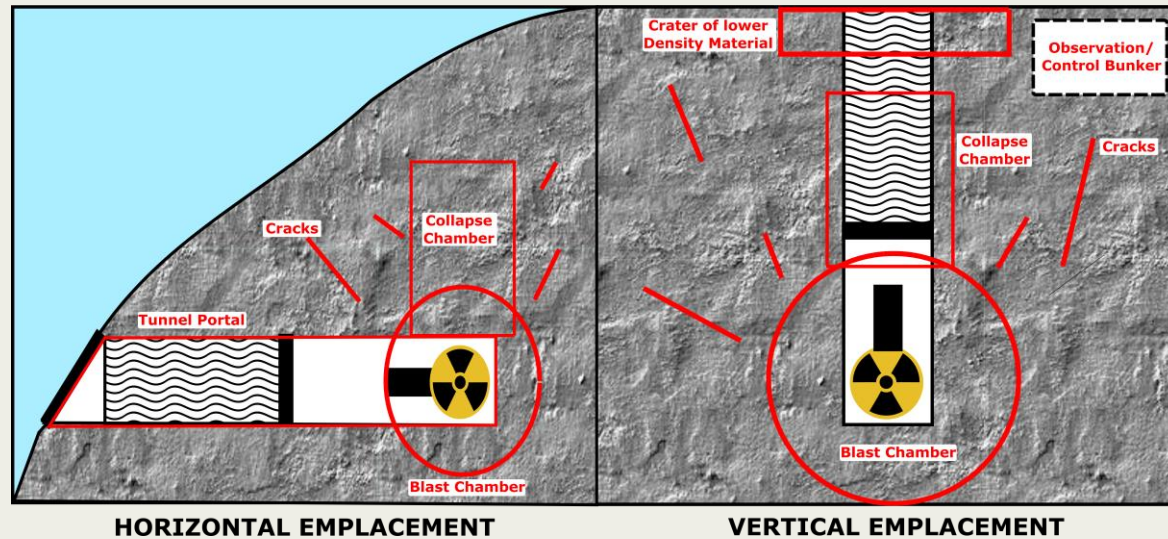 Crater of lower
Density Material
Observation/
Control Bunker
Collapse
Chamber
Cracks
Cracks
Collapse
Chamber
Tunnel Portal
Blast Chamber
Blast Chamber
HORIZONTAL EMPLACEMENT
VERTICAL EMPLACEMENT